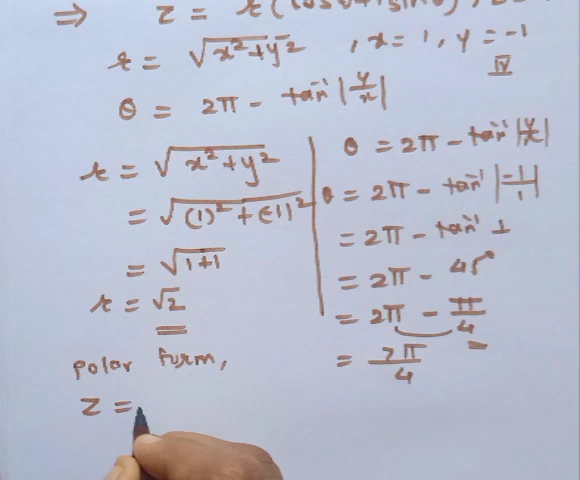 ⇒ z = r(cosθ+isinθ)
r = √x²+y² , x = 1, y = -1
IV
θ = 2π - tan⁻¹ |y/x|
r = √x²+y²
= √(1)²+(-1)²
= √1+1
r = √2
Polar form,
z =
θ = 2π - tan⁻¹ |y/x|
θ = 2π - tan⁻¹ |-1/1|
= 2π - tan⁻¹ 1
= 2π - 45°
= 2π - π/4
= 7π/4